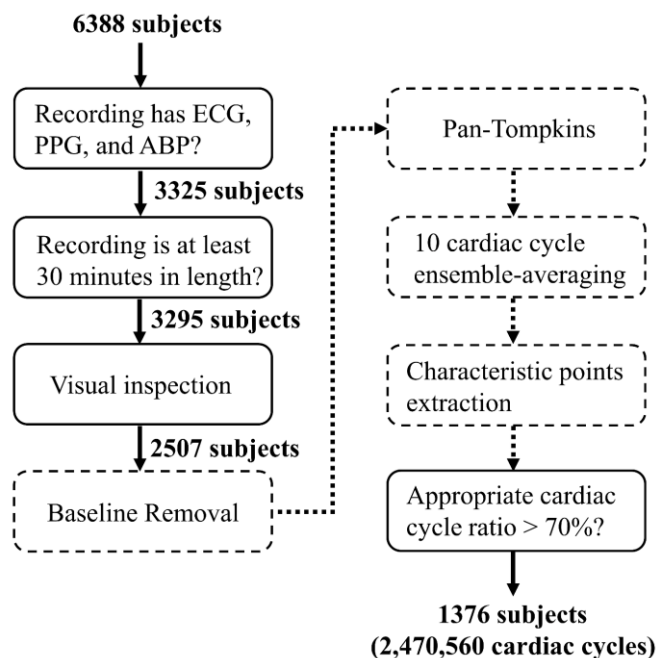 6388 subjects
Recording has ECG,
PPG, and ABP?
3325 subjects
Recording is at least
30 minutes in length?
3295 subjects
Visual inspection
2507 subjects
Baseline Removal
Pan-Tompkins
10 cardiac cycle
ensemble-averaging
Characteristic points
extraction
Appropriate cardiac
cycle ratio > 70%?
1376 subjects
(2,470,560 cardiac cycles)